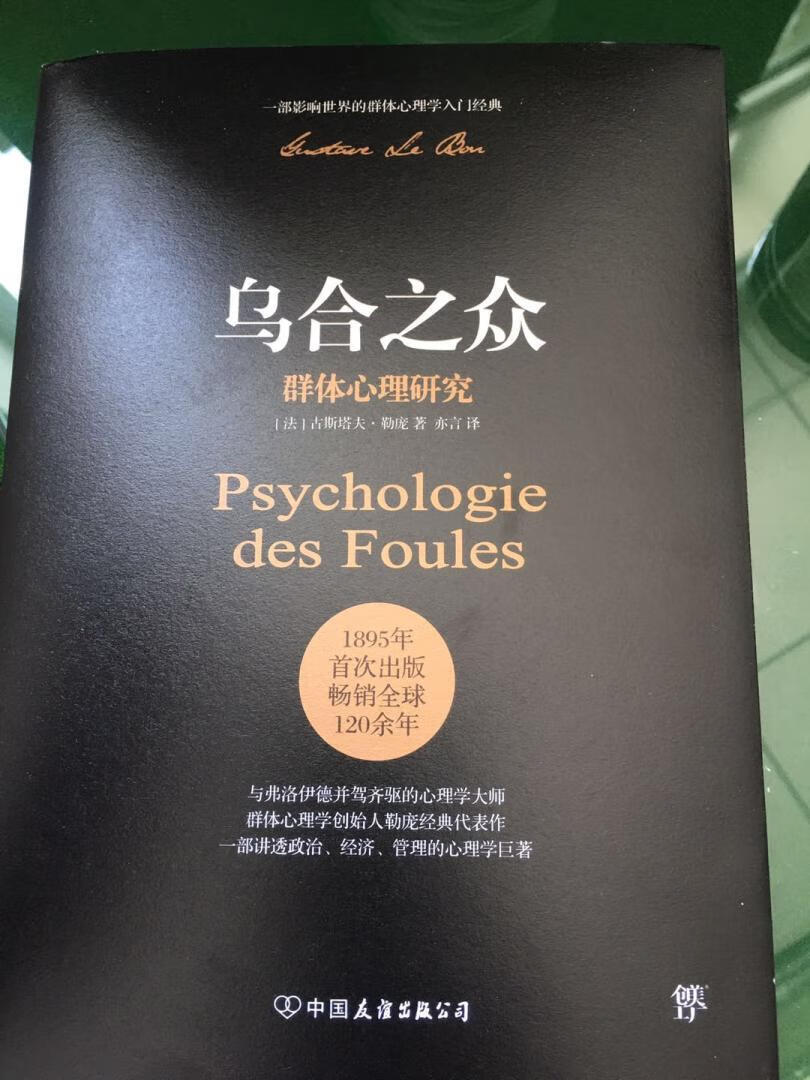 一部影响世界的群体心理学入门经典
Gustave Le Bon
乌合之众
群体心理研究
[法]古斯塔夫·勒庞 著 亦言 译
Psychologie
des Foules
1895年
首次出版
畅销全球
120余年
与弗洛伊德并驾齐驱的心理学大师
群体心理学创始人勒庞经典代表作
一部讲透政治、经济、管理的心理学巨著
中国友谊出版公司
创美
工厂